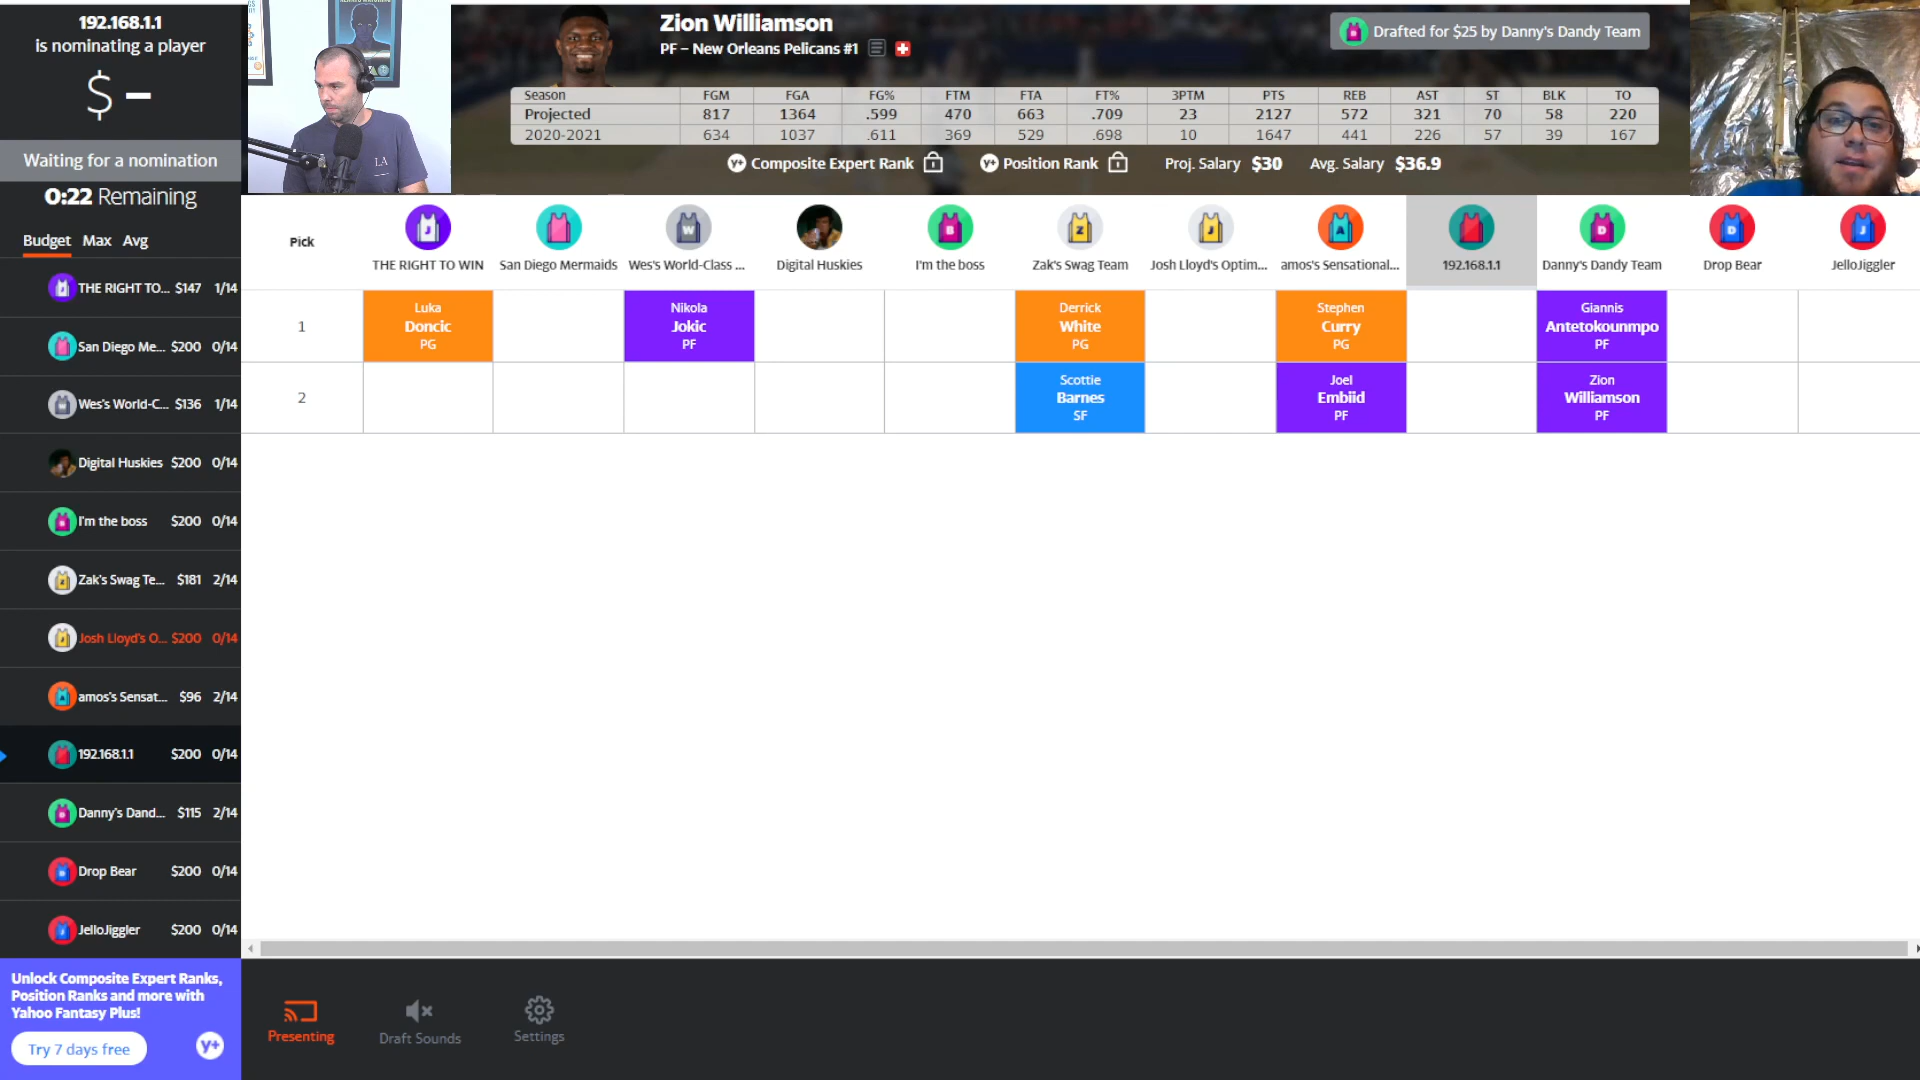 192.168.1.1
is nominating a player
$ –
Waiting for a nomination
0:22 Remaining
Budget Max Avg
THE RIGHT TO... $147 1/14
San Diego Me... $200 0/14
Wes's World-C... $136 1/14
Digital Huskies $200 0/14
I'm the boss $200 0/14
Zak's Swag Te... $181 2/14
Josh Lloyd's O... $200 0/14
amos's Sensat... $96 2/14
192.168.1.1 $200 0/14
Danny's Dand... $115 2/14
Drop Bear $200 0/14
JelloJiggler $200 0/14
Unlock Composite Expert Ranks,
Position Ranks and more with
Yahoo Fantasy Plus!
Try 7 days free
y+
LA
Zion Williamson
PF – New Orleans Pelicans #1
Drafted for $25 by Danny's Dandy Team
Season FGM FGA FG% FTM FTA FT% 3PTM PTS REB AST ST BLK TO
Projected 817 1364 .599 470 663 .709 23 2127 572 321 70 58 220
2020-2021 634 1037 .611 369 529 .698 10 1647 441 226 57 39 167
Y+ Composite Expert Rank Y+ Position Rank Proj. Salary $30 Avg. Salary $36.9
J W B Z J A D D J
Pick THE RIGHT TO WIN San Diego Mermaids Wes's World-Class ... Digital Huskies I'm the boss Zak's Swag Team Josh Lloyd's Optim... amos's Sensational... 192.168.1.1 Danny's Dandy Team Drop Bear JelloJiggler
1
Luka
Doncic
PG
Nikola
Jokic
PF
Derrick
White
PG
Stephen
Curry
PG
Giannis
Antetokounmpo
PF
2
Scottie
Barnes
SF
Joel
Embiid
PF
Zion
Williamson
PF
Presenting
Draft Sounds
Settings